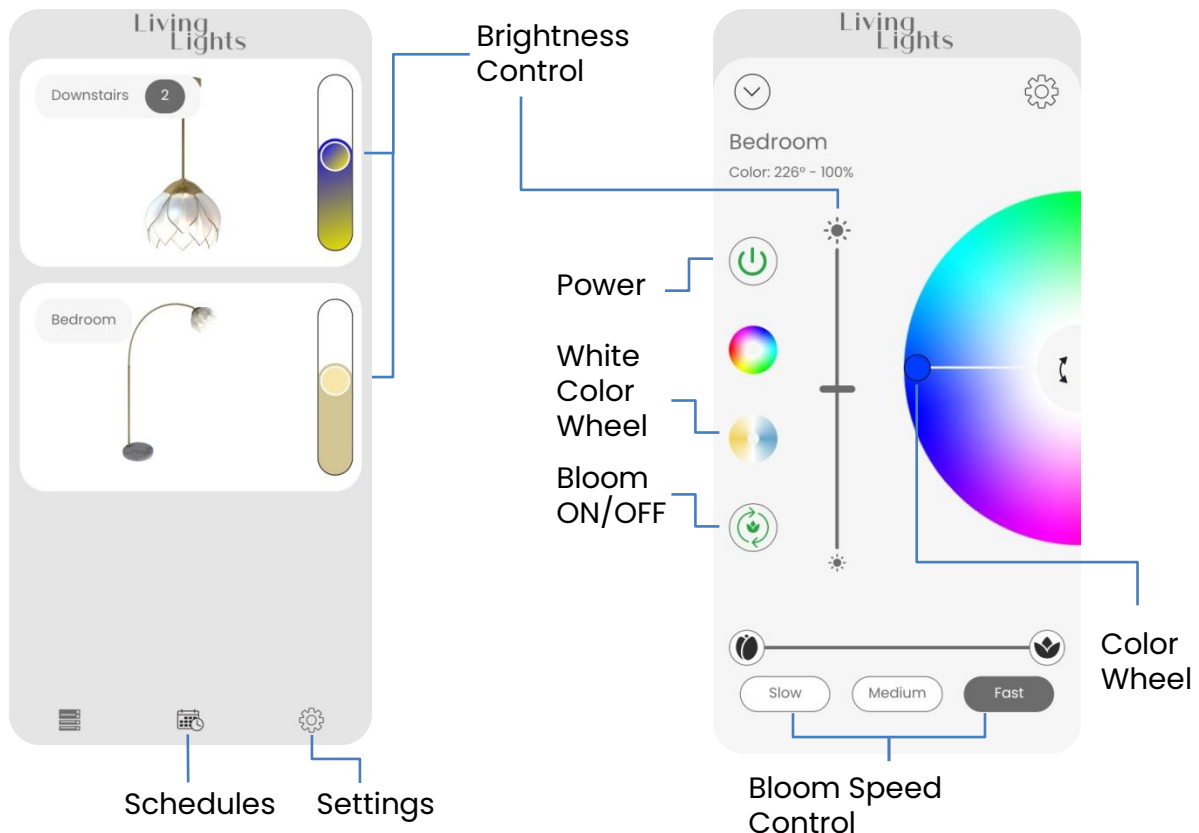 Living
Lights
Downstairs 2
Bedroom
Schedules Settings
Brightness
Control
Power
White
Color
Wheel
Bloom
ON/OFF
Living
Lights
Bedroom
Color: 226º - 100%
Slow Medium Fast
Color
Wheel
Bloom Speed
Control